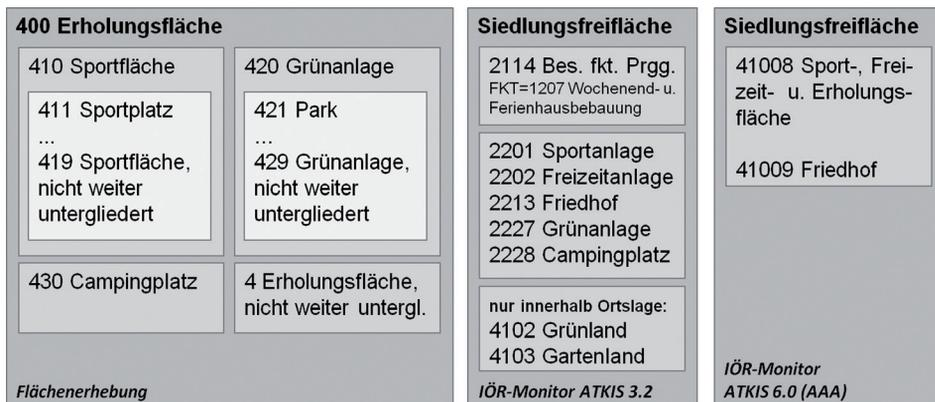 400 Erholungsfläche
410 Sportfläche
411 Sportplatz
...
419 Sportfläche,
nicht weiter
untergliedert
420 Grünanlage
421 Park
...
429 Grünanlage,
nicht weiter
untergliedert
430 Campingplatz
4 Erholungsfläche,
nicht weiter untergl.
Flächenerhebung
Siedlungsfreifläche
2114 Bes. fkt. Prgg.
FKT=1207 Wochenend- u.
Ferienhausbebauung
2201 Sportanlage
2202 Freizeitanlage
2213 Friedhof
2227 Grünanlage
2228 Campingplatz
nur innerhalb Ortslage:
4102 Grünland
4103 Gartenland
IÖR-Monitor ATKIS 3.2
Siedlungsfreifläche
41008 Sport-, Frei-
zeit- u. Erholungs-
fläche
41009 Friedhof
IÖR-Monitor
ATKIS 6.0 (AAA)